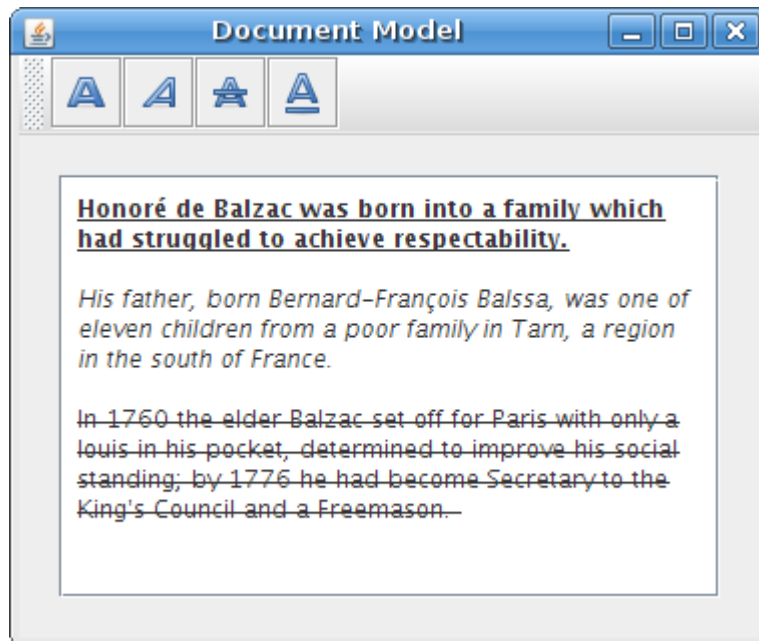 Document Model
Honoré de Balzac was born into a family which
had struggled to achieve respectability.
His father, born Bernard–François Balssa, was one of
eleven children from a poor family in Tarn, a region
in the south of France.
In 1760 the elder Balzac set off for Paris with only a
louis in his pocket, determined to improve his social
standing; by 1776 he had become Secretary to the
King's Council and a Freemason.